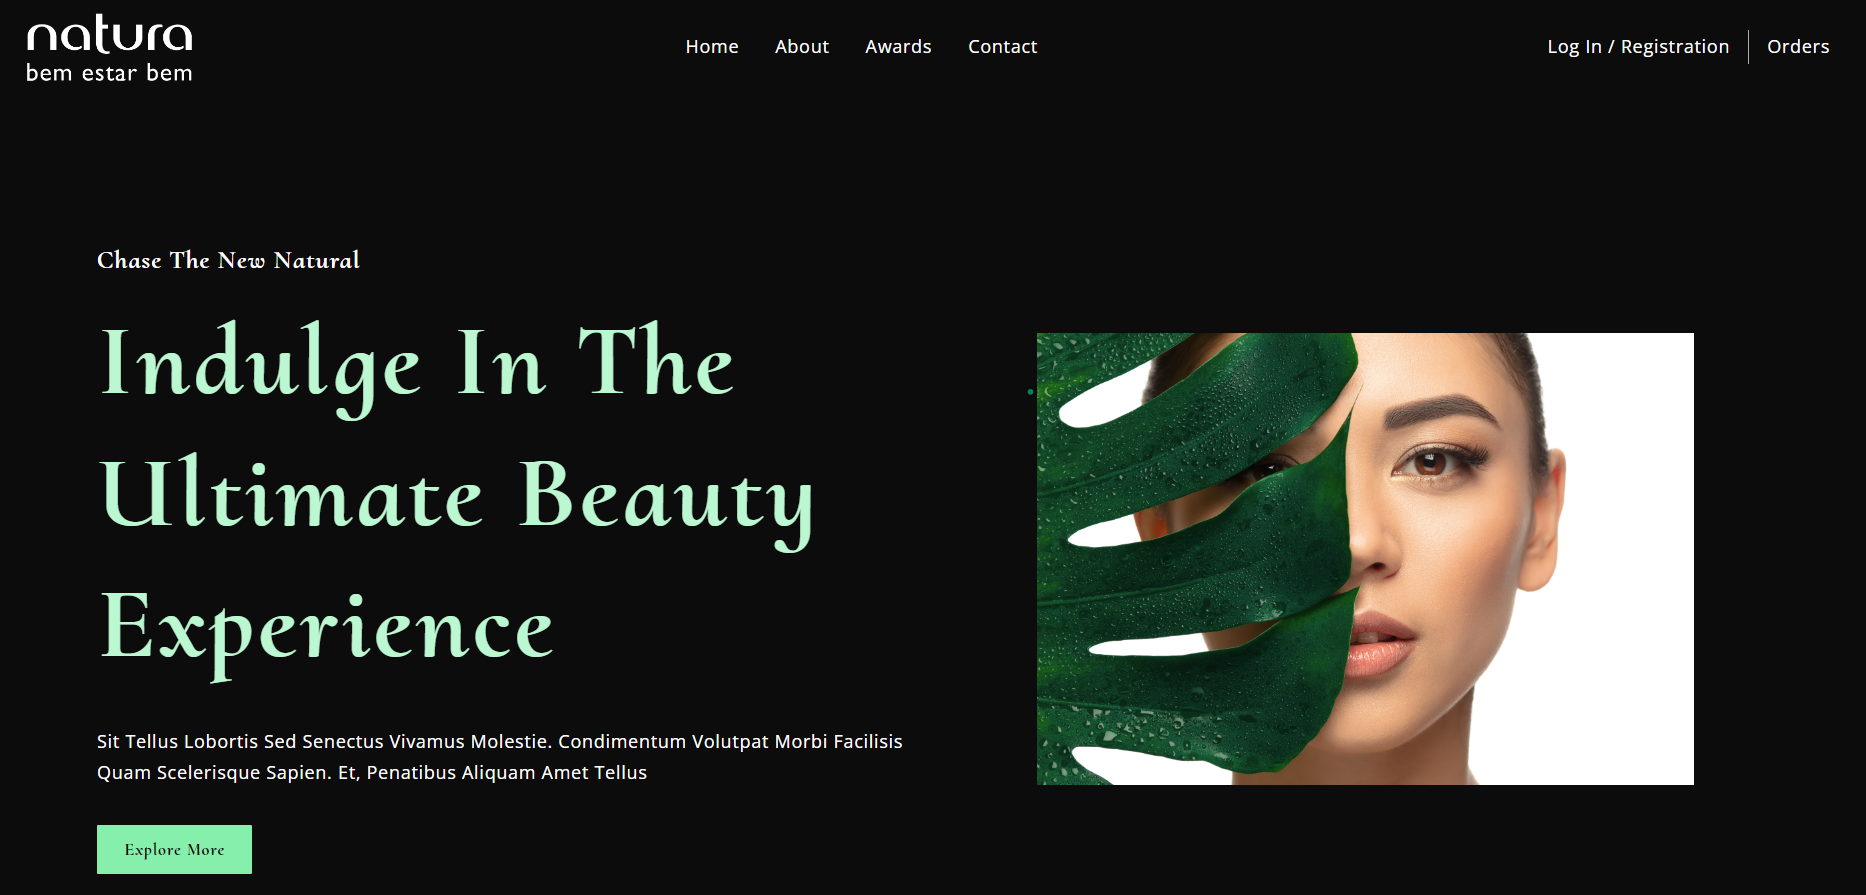 natura
bem estar bem
Home About Awards Contact
Log In / Registration Orders
Chase The New Natural
Indulge In The
Ultimate Beauty
Experience
Sit Tellus Lobortis Sed Senectus Vivamus Molestie. Condimentum Volutpat Morbi Facilisis
Quam Scelerisque Sapien. Et, Penatibus Aliquam Amet Tellus
Explore More